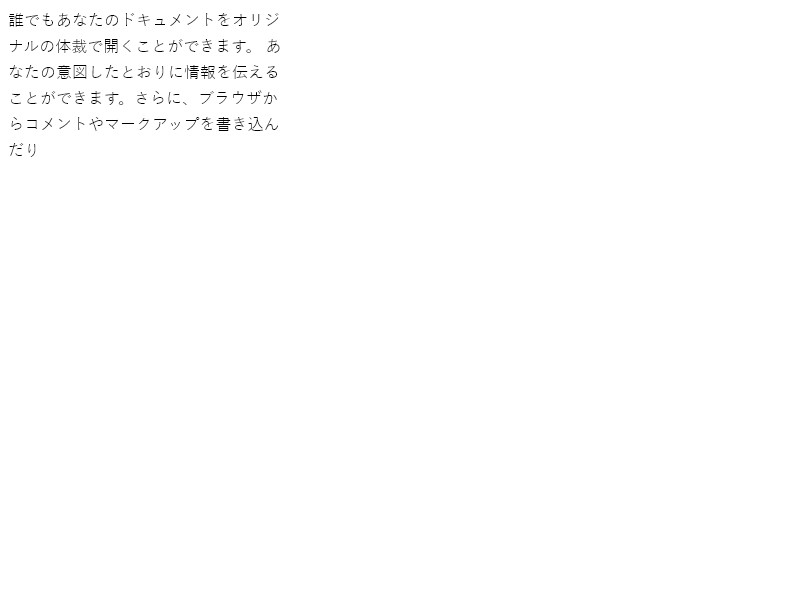 誰でもあなたのドキュメントをオリジ
ナルの体裁で開くことができます。 あ
なたの意図したとおりに情報を伝える
ことができます。さらに、ブラウザか
らコメントやマークアップを書き込ん
だり